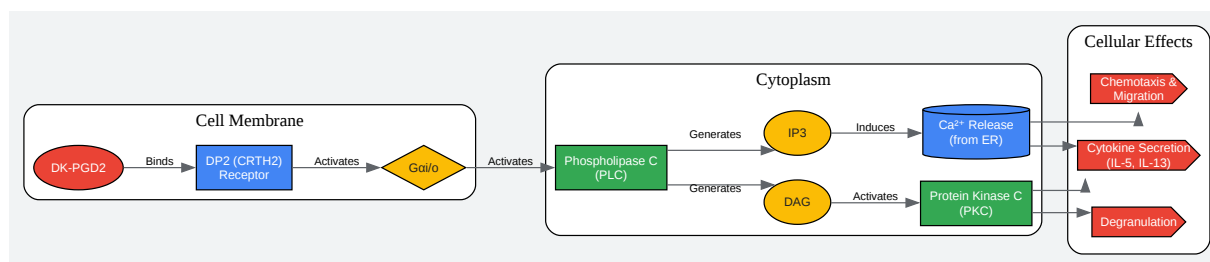 Cell Membrane
DK-PGD2
Binds
DP2 (CRTH2)
Receptor
Activates
Gαi/o
Activates
Cytoplasm
Phospholipase C
(PLC)
Generates
IP3
Induces
Ca²⁺ Release
(from ER)
Generates
DAG
Activates
Protein Kinase C
(PKC)
Cellular Effects
Chemotaxis &
Migration
Cytokine Secretion
(IL-5, IL-13)
Degranulation